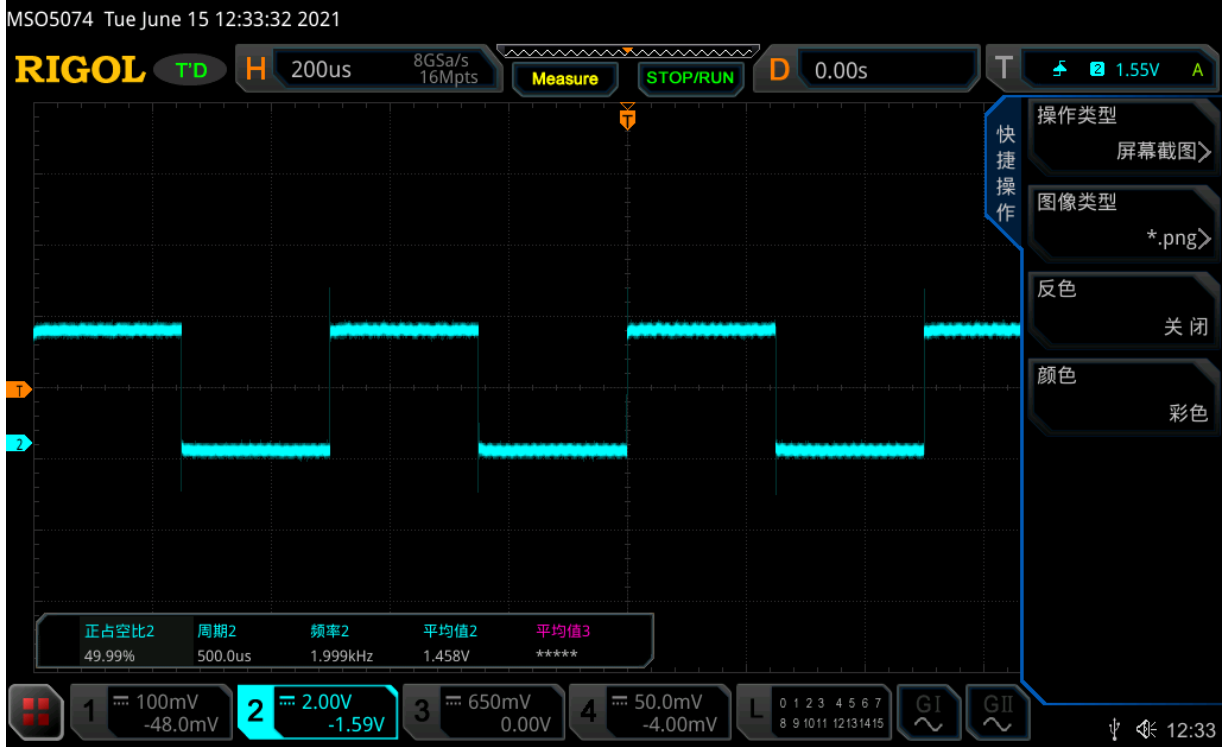 MSO5074 Tue June 15 12:33:32 2021
RIGOL T'D H 200us 8GSa/s 16Mpts Measure STOP/RUN D 0.00s T 2 1.55V A
T
快捷操作
操作类型
屏幕截图
图像类型
*.png
反色
关闭
颜色
彩色
T
2
正占空比2 周期2 频率2 平均值2 平均值3
49.99% 500.0us 1.999kHz 1.458V *****
1 100mV -48.0mV
2 2.00V -1.59V
3 650mV 0.00V
4 50.0mV -4.00mV
L 0 1 2 3 4 5 6 7
8 9 10 11 12 13 14 15
GI GII
12:33